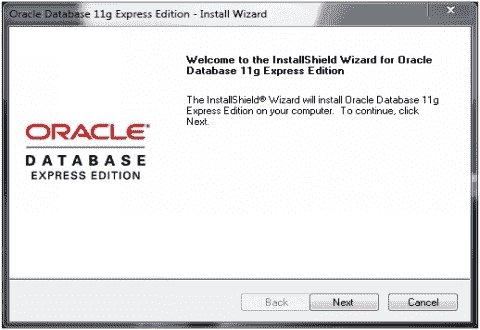 Oracle Database 11g Express Edition - Install Wizard
Welcome to the InstallShield Wizard for Oracle
Database 11g Express Edition
The InstallShield® Wizard will install Oracle Database 11g
Express Edition on your computer. To continue, click
Next.
ORACLE®
DATABASE
EXPRESS EDITION
Back Next Cancel